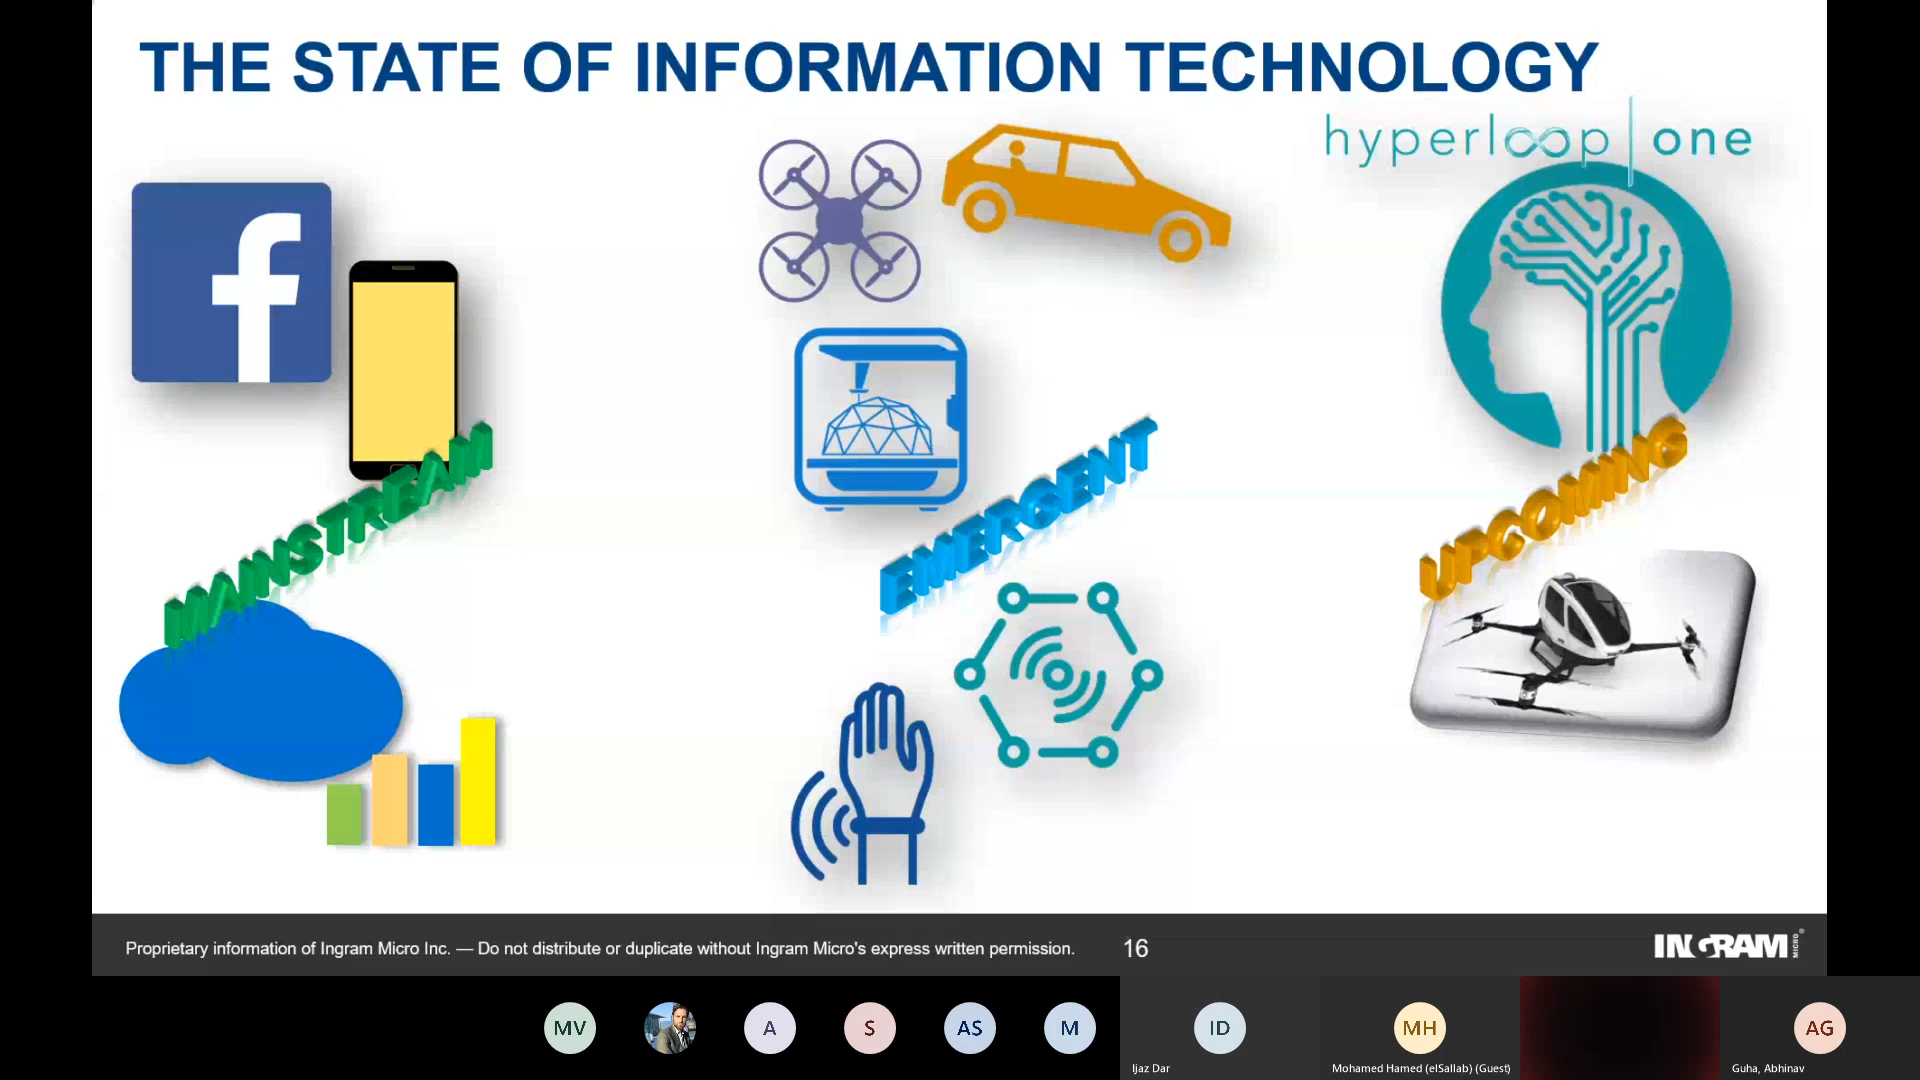 THE STATE OF INFORMATION TECHNOLOGY
hyperloop | one
f
MAINSTREAM
EMERGENT
UPCOMING
Proprietary information of Ingram Micro Inc. — Do not distribute or duplicate without Ingram Micro's express written permission.
16
INGRAM MICRO®
MV
A
S
AS
M
ID
MH
AG
Ijaz Dar
Mohamed Hamed (elSallab) (Guest)
Guha, Abhinav